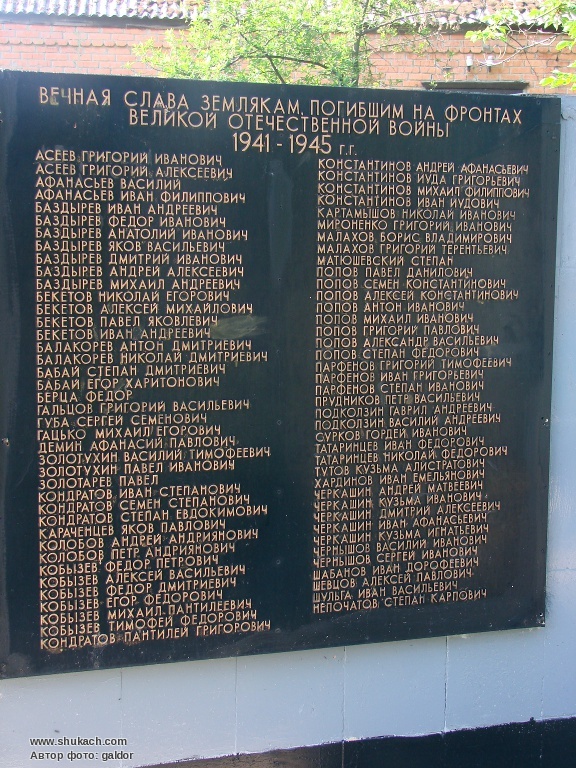 ВЕЧНАЯ СЛАВА ЗЕМЛЯКАМ, ПОГИБШИМ НА ФРОНТАХ
ВЕЛИКОЙ ОТЕЧЕСТВЕННОЙ ВОЙНЫ
1941 - 1945 г.г.
АСЕЕВ ГРИГОРИЙ ИВАНОВИЧ
АСЕЕВ ГРИГОРИЙ АЛЕКСЕЕВИЧ
АФАНАСЬЕВ ВАСИЛИЙ
АФАНАСЬЕВ ИВАН ФИЛИППОВИЧ
БАЗДЫРЕВ ИВАН АНДРЕЕВИЧ
БАЗДЫРЕВ ФЕДОР ИВАНОВИЧ
БАЗДЫРЕВ АНАТОЛИЙ ИВАНОВИЧ
БАЗДЫРЕВ ЯКОВ ВАСИЛЬЕВИЧ
БАЗДЫРЕВ ДМИТРИЙ ИВАНОВИЧ
БАЗДЫРЕВ АНДРЕЙ АЛЕКСЕЕВИЧ
БАЗДЫРЕВ МИХАИЛ АНДРЕЕВИЧ
БЕКЕТОВ НИКОЛАЙ ЕГОРОВИЧ
БЕКЕТОВ АЛЕКСЕЙ МИХАЙЛОВИЧ
БЕКЕТОВ ПАВЕЛ ЯКОВЛЕВИЧ
БЕКЕТОВ ИВАН АНДРЕЕВИЧ
БАЛАКОРЕВ АНТОН ДМИТРИЕВИЧ
БАЛАКОРЕВ НИКОЛАЙ ДМИТРИЕВИЧ
БАБАЙ СТЕПАН ДМИТРИЕВИЧ
БАБАЙ ЕГОР ХАРИТОНОВИЧ
БЕРЦА ФЕДОР
ГАЛЬЦОВ ГРИГОРИЙ ВАСИЛЬЕВИЧ
ГУБА СЕРГЕЙ СЕМЕНОВИЧ
ГАЦЬКО МИХАИЛ ЕГОРОВИЧ
ДЕМИН АФАНАСИЙ ПАВЛОВИЧ
ЗОЛОТУХИН ВАСИЛИЙ ТИМОФЕЕВИЧ
ЗОЛОТУХИН ПАВЕЛ ИВАНОВИЧ
ЗОЛОТАРЕВ ПАВЕЛ
КОНДРАТОВ ИВАН СТЕПАНОВИЧ
КОНДРАТОВ СЕМЕН СТЕПАНОВИЧ
КОНДРАТОВ СТЕПАН ЕВДОКИМОВИЧ
КАРАЧЕНЦЕВ ЯКОВ ПАВЛОВИЧ
КОЛОБОВ АНДРЕЙ АНДРИЯНОВИЧ
КОЛОБОВ ПЕТР АНДРИЯНОВИЧ
КОБЫЗЕВ ФЕДОР ПЕТРОВИЧ
КОБЫЗЕВ АЛЕКСЕЙ ВАСИЛЬЕВИЧ
КОБЫЗЕВ ФЕДОР ДМИТРИЕВИЧ
КОБЫЗЕВ ЕГОР ФЕДОРОВИЧ
КОБЫЗЕВ МИХАИЛ ПАНТИЛЕЕВИЧ
КОБЫЗЕВ ТИМОФЕЙ ФЕДОРОВИЧ
КОНДРАТОВ ПАНТИЛЕЙ ГРИГОРОВИЧ
КОНСТАНТИНОВ АНДРЕЙ АФАНАСЬЕВИЧ
КОНСТАНТИНОВ ИУДА ГРИГОРЬЕВИЧ
КОНСТАНТИНОВ МИХАИЛ ФИЛИППОВИЧ
КОНСТАНТИНОВ ИВАН ИУДОВИЧ
КАРТАМЫШОВ НИКОЛАЙ ИВАНОВИЧ
МИРОНЕНКО ГРИГОРИЙ ИВАНОВИЧ
МАЛАХОВ БОРИС ВЛАДИМИРОВИЧ
МАЛАХОВ ГРИГОРИЙ ТЕРЕНТЬЕВИЧ
МАТЮШЕВСКИЙ СТЕПАН
ПОПОВ ПАВЕЛ ДАНИЛОВИЧ
ПОПОВ СЕМЕН КОНСТАНТИНОВИЧ
ПОПОВ АЛЕКСЕЙ КОНСТАНТИНОВИЧ
ПОПОВ АНТОН ИВАНОВИЧ
ПОПОВ МИХАИЛ ИВАНОВИЧ
ПОПОВ ГРИГОРИЙ ПАВЛОВИЧ
ПОПОВ АЛЕКСАНДР ВАСИЛЬЕВИЧ
ПОПОВ СТЕПАН ФЕДОРОВИЧ
ПАРФЕНОВ ГРИГОРИЙ ТИМОФЕЕВИЧ
ПАРФЕНОВ ИВАН ГРИГОРЬЕВИЧ
ПАРФЕНОВ СТЕПАН ИВАНОВИЧ
ПРУДНИКОВ ПЕТР ВАСИЛЬЕВИЧ
ПОДКОЛЗИН ГАВРИЛ АНДРЕЕВИЧ
ПОДКОЛЗИН ВАСИЛИЙ АНДРЕЕВИЧ
СУРКОВ ГОРДЕЙ ИВАНОВИЧ
ТАТАРИНЦЕВ ИВАН ФЕДОРОВИЧ
ТАТАРИНЦЕВ НИКОЛАЙ ФЕДОРОВИЧ
ТУТОВ КУЗЬМА АЛИСТРАТОВИЧ
ХАРДИНОВ ИВАН ЕМЕЛЬЯНОВИЧ
ЧЕРКАШИН АНДРЕЙ МАТВЕЕВИЧ
ЧЕРКАШИН КУЗЬМА ИВАНОВИЧ
ЧЕРКАШИН ДМИТРИЙ АЛЕКСЕЕВИЧ
ЧЕРКАШИН ИВАН АФАНАСЬЕВИЧ
ЧЕРКАШИН КУЗЬМА ИГНАТЬЕВИЧ
ЧЕРНЫШОВ ВАСИЛИЙ ИВАНОВИЧ
ЧЕРНЫШОВ СЕРГЕЙ ИВАНОВИЧ
ШАБАНОВ ИВАН ДОРОФЕЕВИЧ
ШЕВЦОВ АЛЕКСЕЙ ПАВЛОВИЧ
ШУЛЬГА ИВАН ВАСИЛЬЕВИЧ
НЕПОЧАТОВ СТЕПАН КАРПОВИЧ
www.shukach.com
Автор фото: galdor